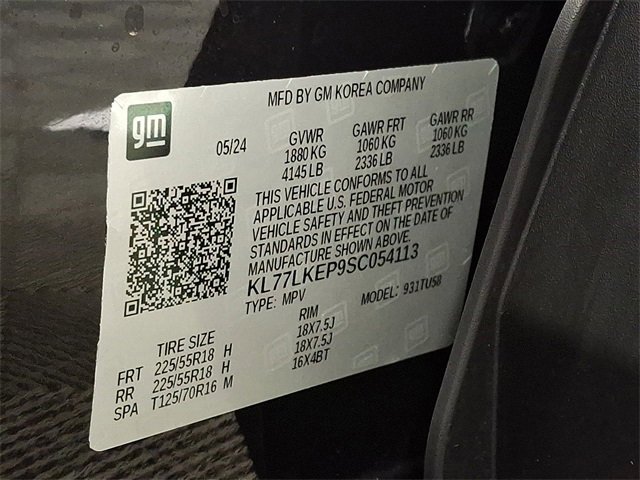 MFD BY GM KOREA COMPANY
gm
05/24
GVWR GAWR FRT GAWR RR
1880 KG 1060 KG 1060 KG
4145 LB 2336 LB 2336 LB
THIS VEHICLE CONFORMS TO ALL
APPLICABLE U.S. FEDERAL MOTOR
VEHICLE SAFETY AND THEFT PREVENTION
STANDARDS IN EFFECT ON THE DATE OF
MANUFACTURE SHOWN ABOVE.
KL77LKEP9SC054113
TYPE: MPV MODEL: 931TU58
TIRE SIZE RIM
FRT 225/55R18 H 18X7.5J
RR 225/55R18 H 18X7.5J
SPA T125/70R16 M 16X4BT